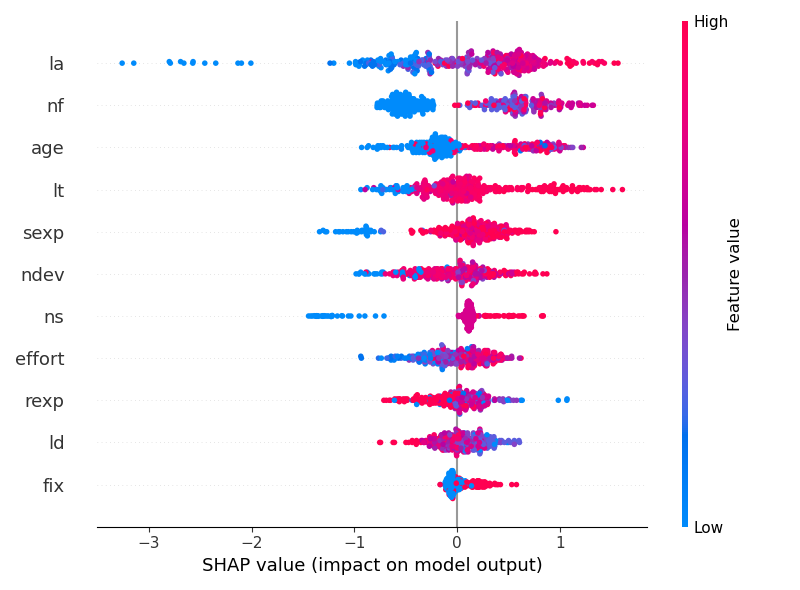 High
la
nf
age
lt
sexp
ndev
ns
effort
rexp
ld
fix
Feature value
Low
−3 −2 −1 0 1
SHAP value (impact on model output)